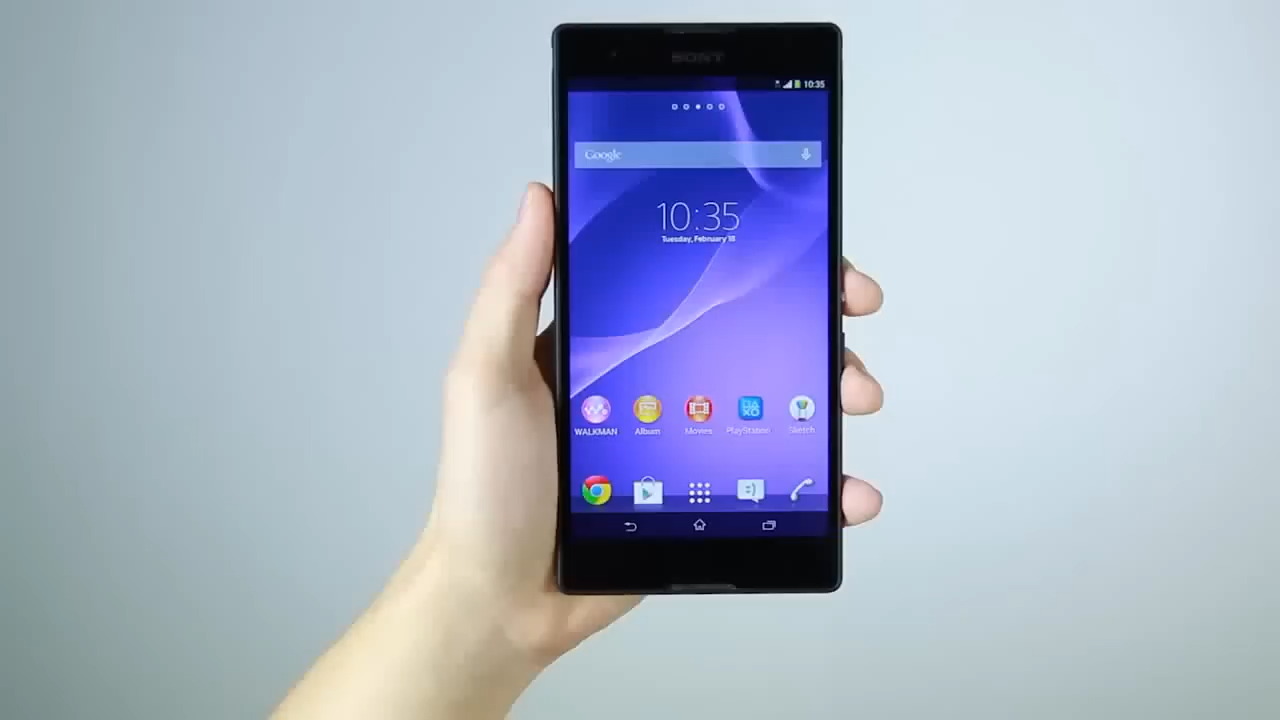 SONY
10:35
Google
10:35
Tuesday, February 18
WALKMAN Album Movies PlayStation Sketch